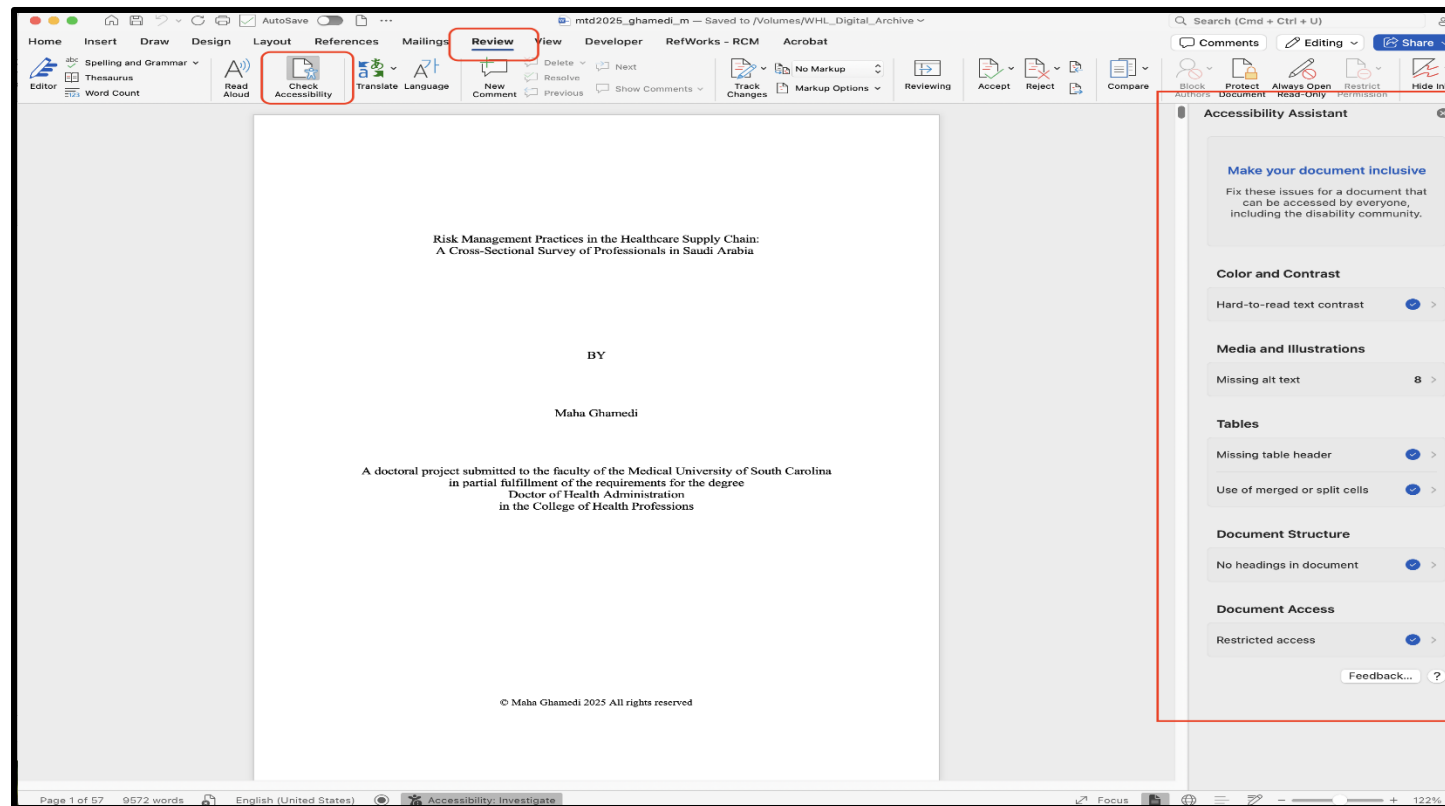 AutoSave
mtd2025_ghamedi_m — Saved to /Volumes/WHL_Digital_Archive
Search (Cmd + Ctrl + U)
Home Insert Draw Design Layout References Mailings Review View Developer RefWorks - RCM Acrobat
Comments Editing Share
Editor
abc Spelling and Grammar
Thesaurus
123 Word Count
Read Aloud
Check Accessibility
Translate Language
New Comment
Delete Next
Resolve
Previous Show Comments
Track Changes
No Markup
Markup Options
Reviewing
Accept Reject
Compare
Block Authors
Protect Document
Always Open Read-Only
Restrict Permission
Hide In
Risk Management Practices in the Healthcare Supply Chain:
A Cross-Sectional Survey of Professionals in Saudi Arabia
BY
Maha Ghamedi
A doctoral project submitted to the faculty of the Medical University of South Carolina
in partial fulfillment of the requirements for the degree
Doctor of Health Administration
in the College of Health Professions
© Maha Ghamedi 2025 All rights reserved
Accessibility Assistant
Make your document inclusive
Fix these issues for a document that
can be accessed by everyone,
including the disability community.
Color and Contrast
Hard-to-read text contrast
Media and Illustrations
Missing alt text 8
Tables
Missing table header
Use of merged or split cells
Document Structure
No headings in document
Document Access
Restricted access
Feedback... ?
Page 1 of 57 9572 words English (United States) Accessibility: Investigate Focus 122%